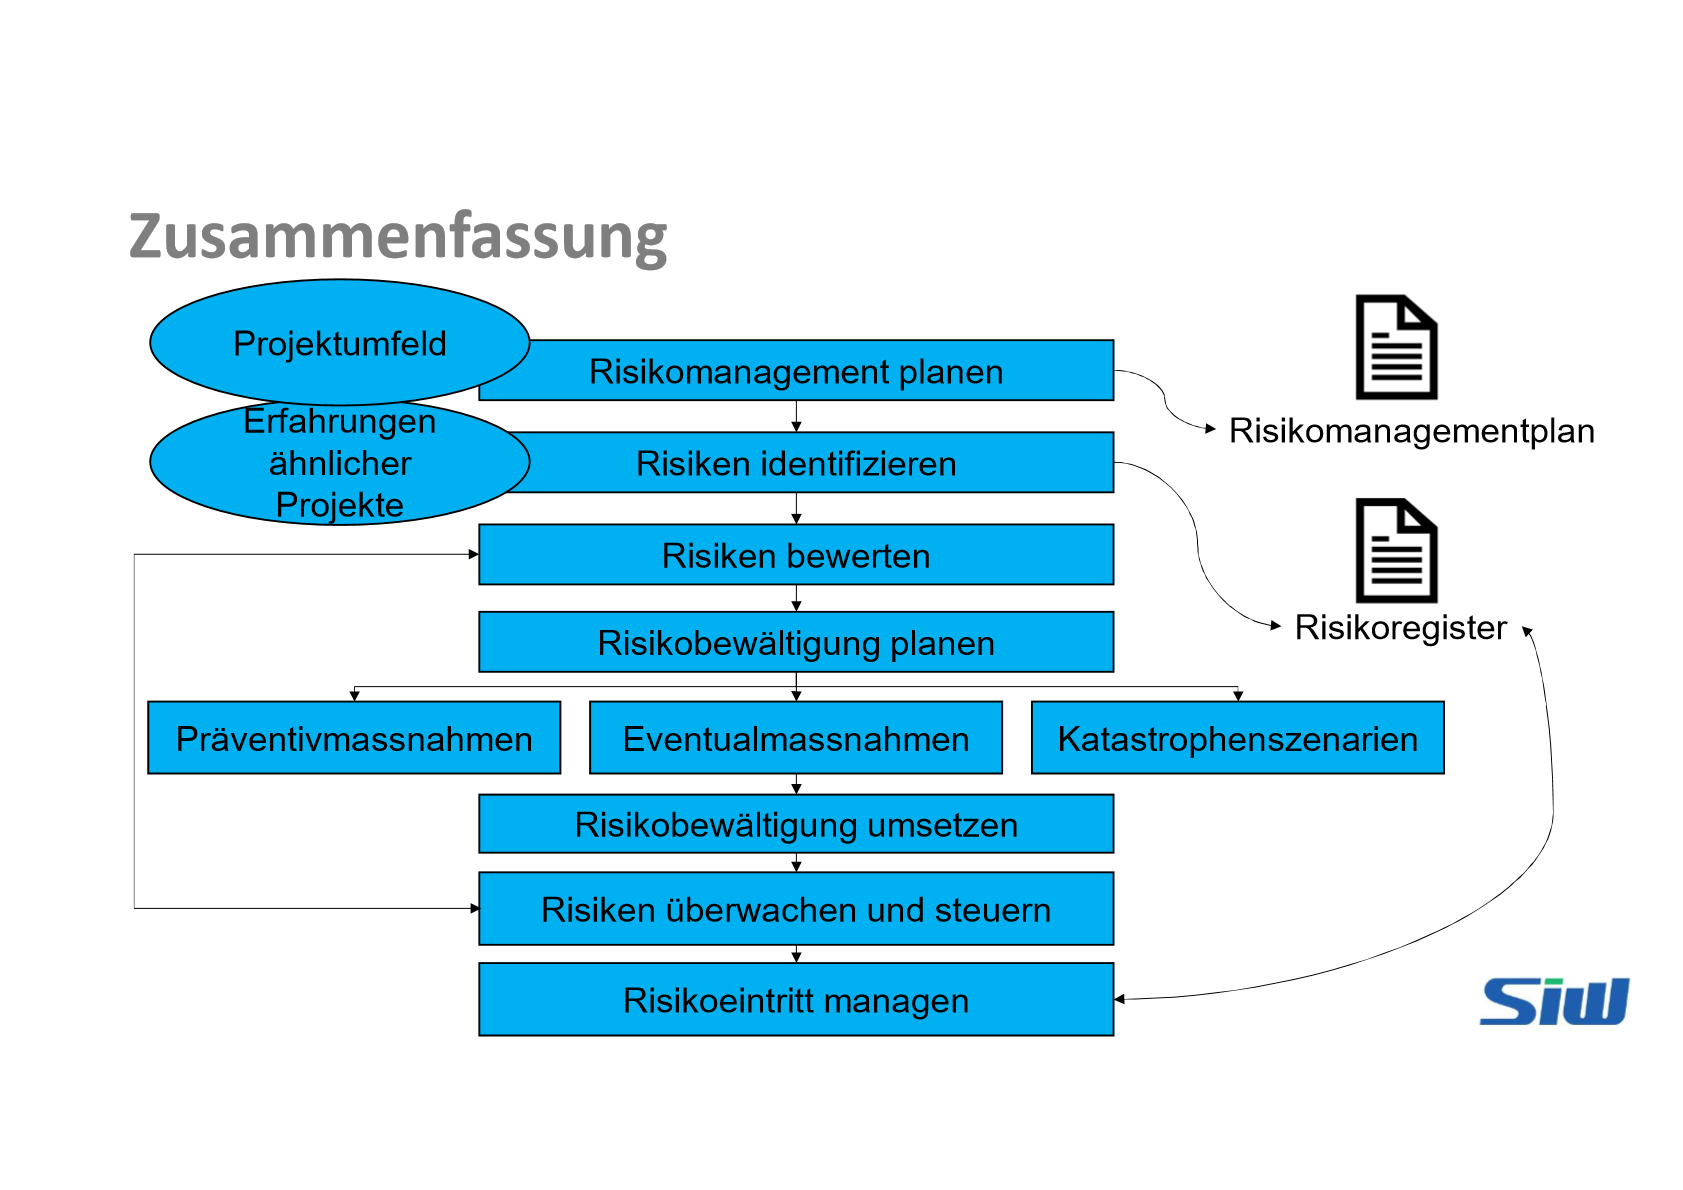 Zusammenfassung
Projektumfeld
Risikomanagement planen
Risikomanagementplan
Erfahrungen
ähnlicher
Projekte
Risiken identifizieren
Risiken bewerten
Risikoregister
Risikobewältigung planen
Präventivmassnahmen
Eventualmassnahmen
Katastrophenszenarien
Risikobewältigung umsetzen
Risiken überwachen und steuern
Risikoeintritt managen
Siw